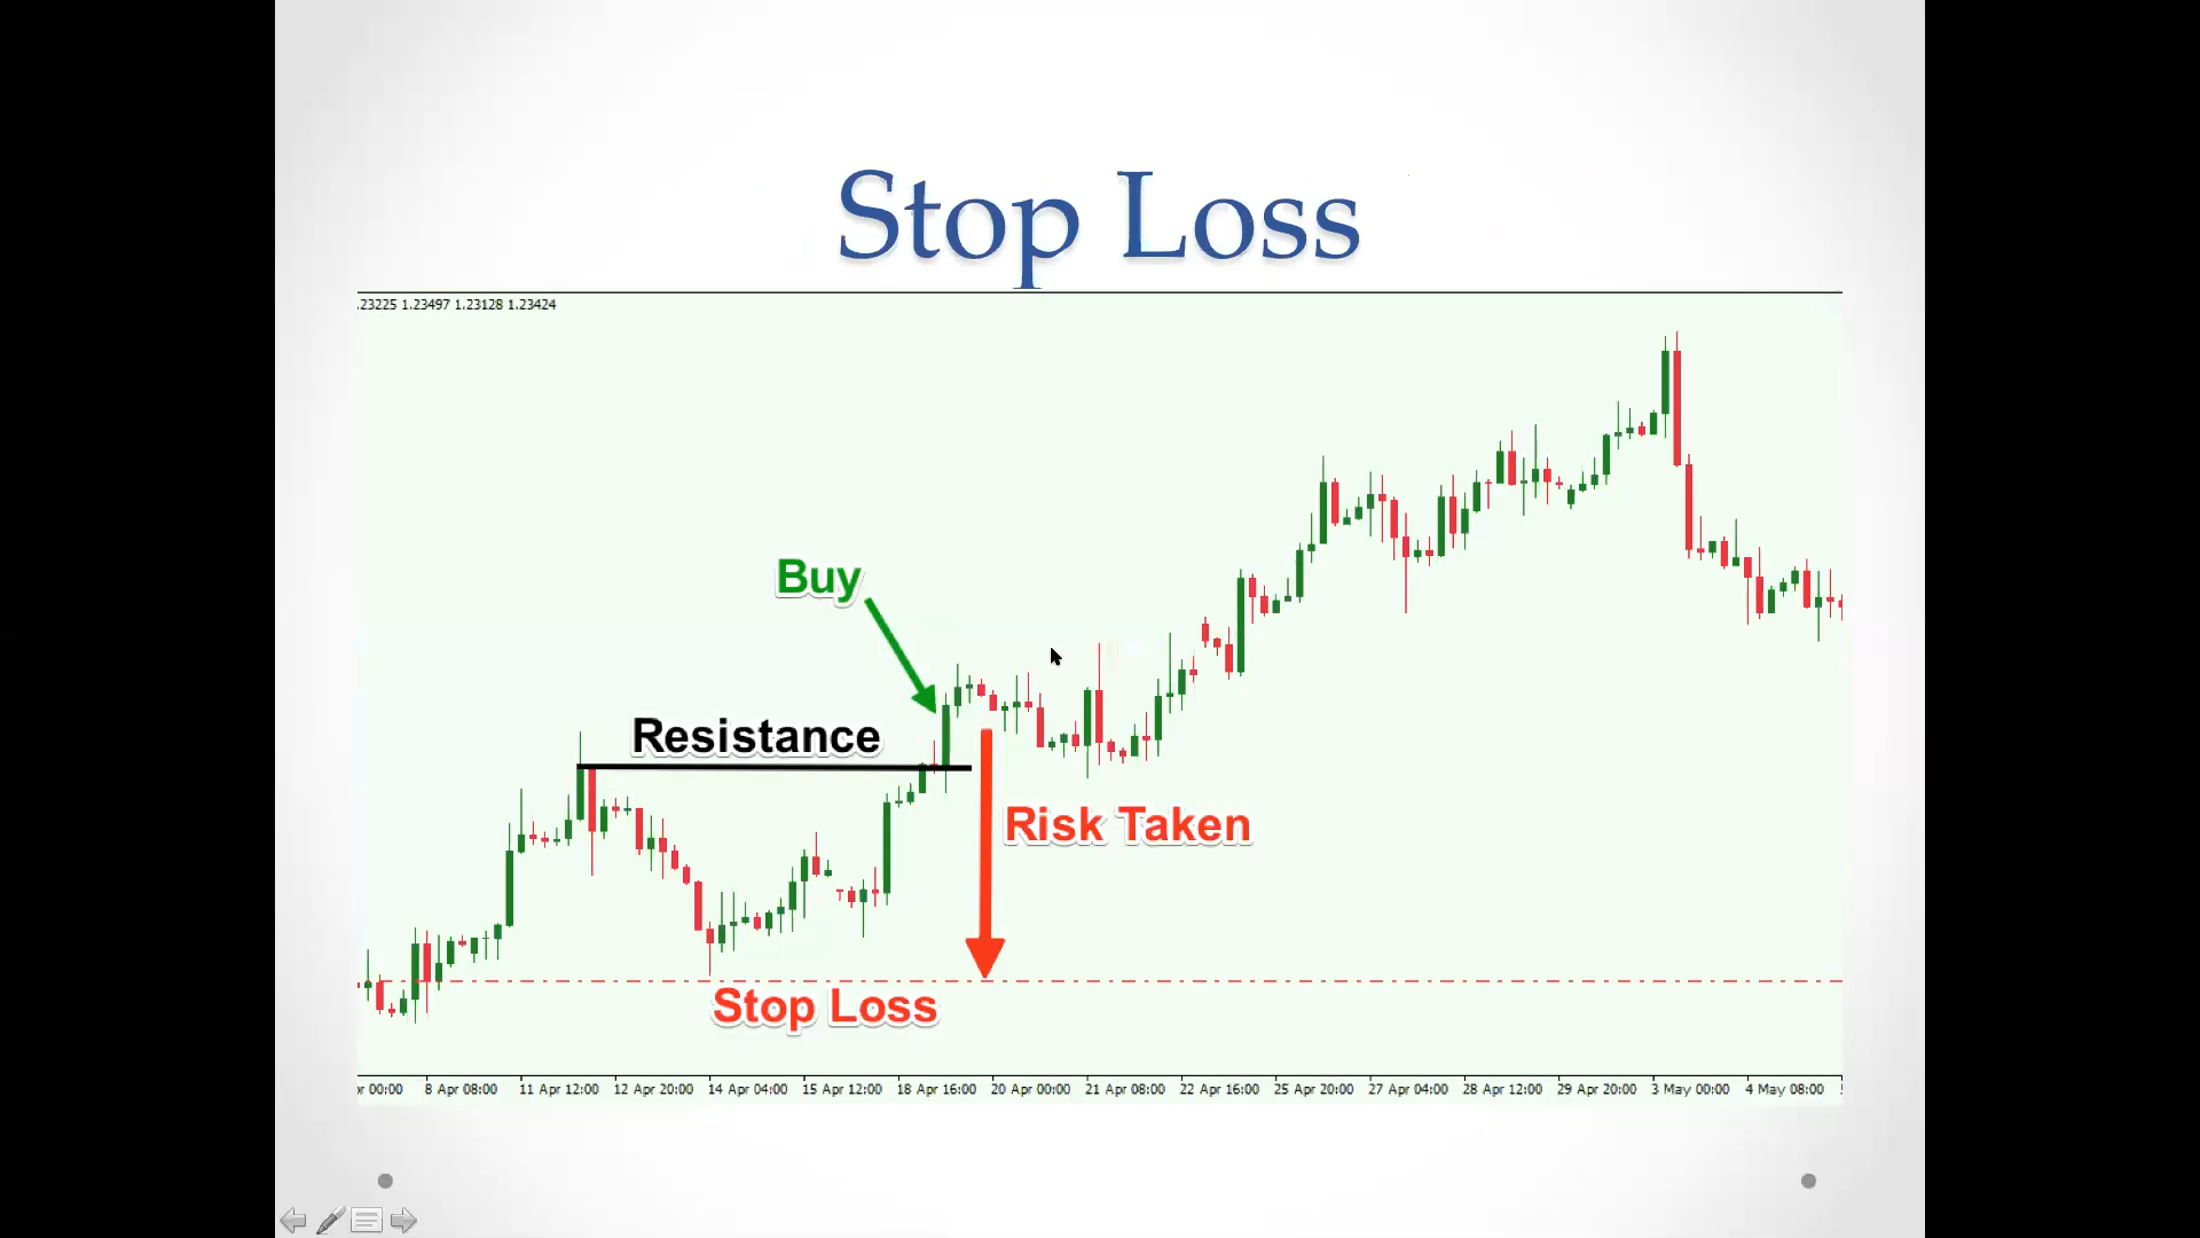 Stop Loss
.23225 1.23497 1.23128 1.23424
Buy
Resistance
Risk Taken
Stop Loss
00:00 8 Apr 08:00 11 Apr 12:00 12 Apr 20:00 14 Apr 04:00 15 Apr 12:00 18 Apr 16:00 20 Apr 00:00 21 Apr 08:00 22 Apr 16:00 25 Apr 20:00 27 Apr 04:00 28 Apr 12:00 29 Apr 20:00 3 May 00:00 4 May 08:00